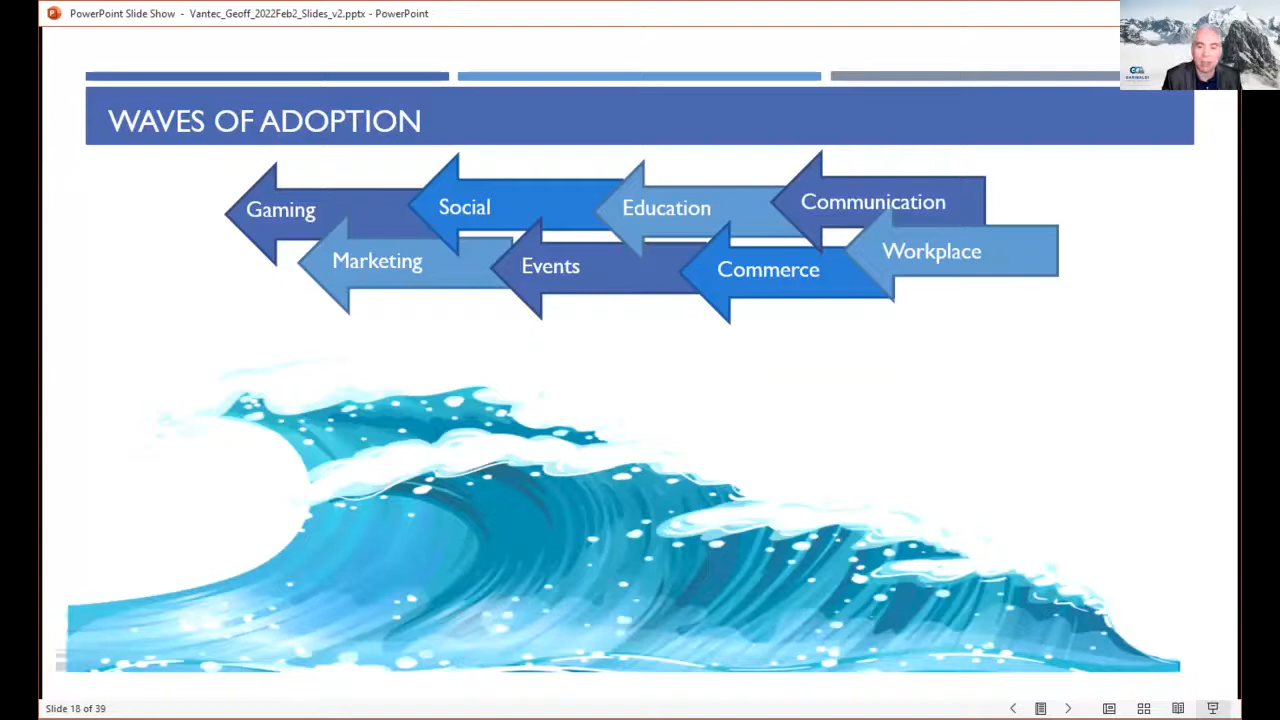 PowerPoint Slide Show - Vantec_Geoff_2022Feb2_Slides_v2.pptx - PowerPoint
WAVES OF ADOPTION
Gaming
Social
Education
Communication
Marketing
Events
Commerce
Workplace
Slide 18 of 39